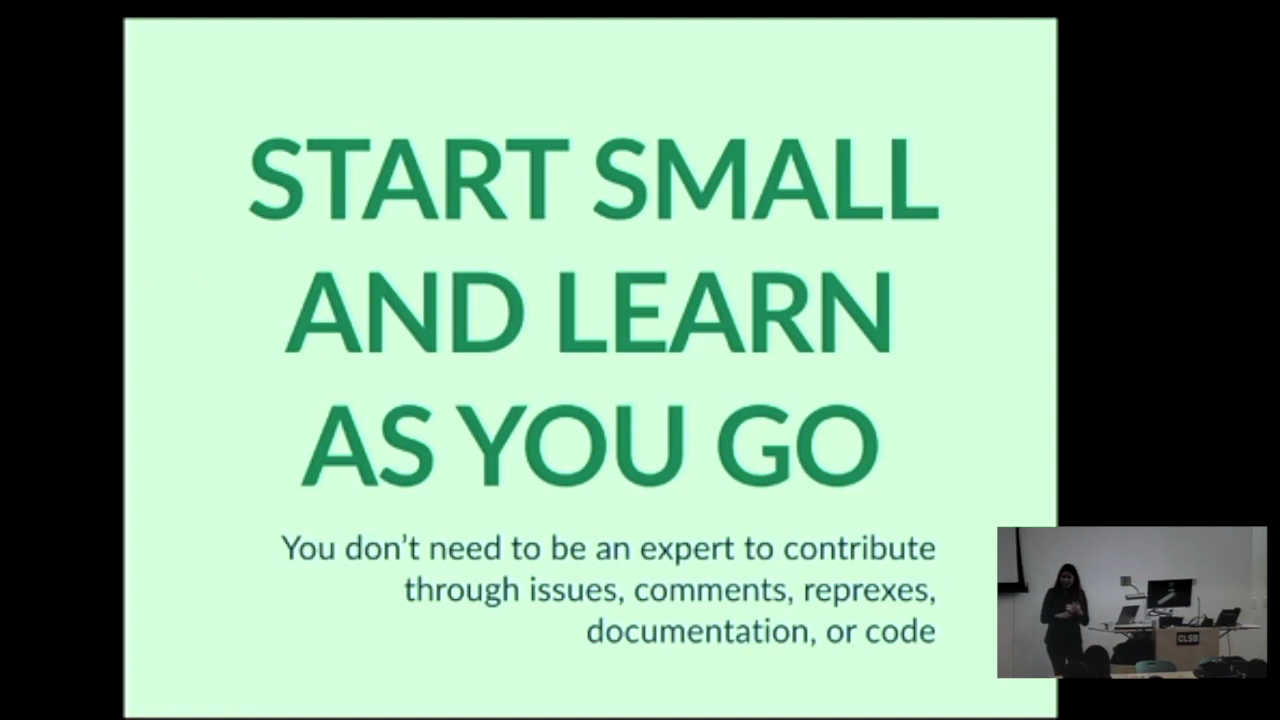 START SMALL
AND LEARN
AS YOU GO
You don't need to be an expert to contribute
through issues, comments, reprexes,
documentation, or code
CLSB